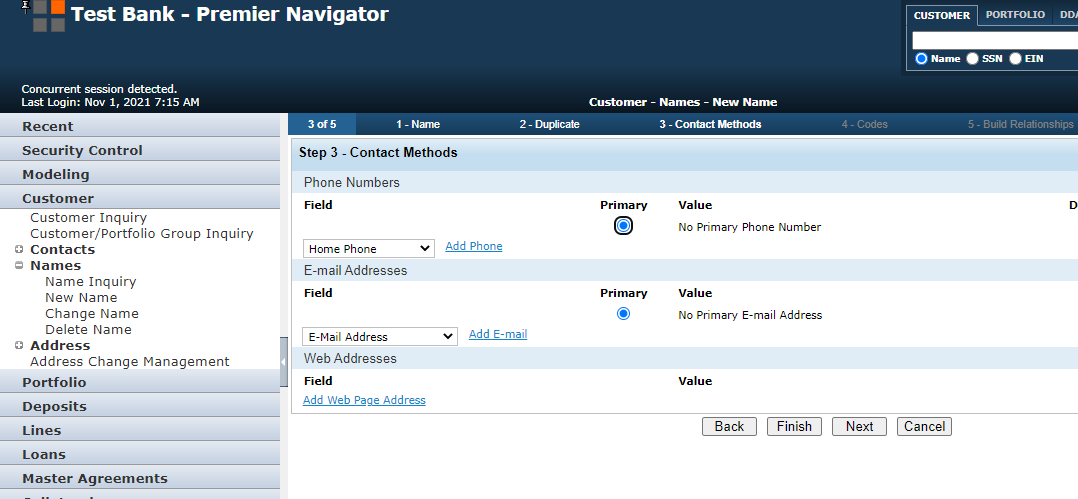 Test Bank - Premier Navigator
CUSTOMER PORTFOLIO DDA
Name SSN EIN
Concurrent session detected.
Last Login: Nov 1, 2021 7:15 AM
Customer - Names - New Name
3 of 5 1 - Name 2 - Duplicate 3 - Contact Methods 4 - Codes 5 - Build Relationships
Recent
Security Control
Modeling
Customer
Customer Inquiry
Customer/Portfolio Group Inquiry
Contacts
Names
Name Inquiry
New Name
Change Name
Delete Name
Address
Address Change Management
Portfolio
Deposits
Lines
Loans
Master Agreements
Step 3 - Contact Methods
Phone Numbers
Field Primary Value D
No Primary Phone Number
Home Phone Add Phone
E-mail Addresses
Field Primary Value
No Primary E-mail Address
E-Mail Address Add E-mail
Web Addresses
Field Value
Add Web Page Address
Back Finish Next Cancel